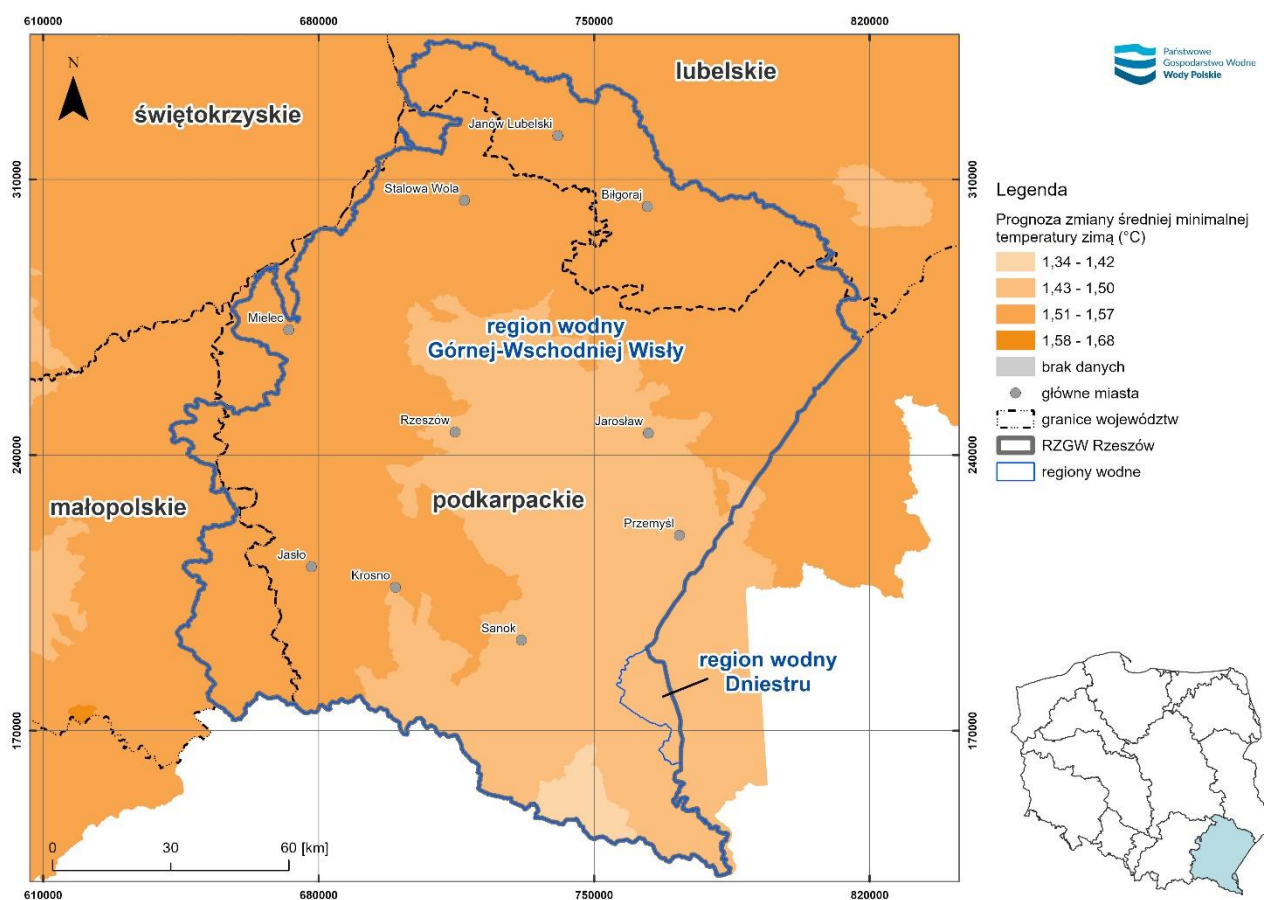 610000
680000
750000
820000
Państwowe
Gospodarstwo Wodne
Wody Polskie
N
lubelskie
świętokrzyskie
Janów Lubelski
310000
310000
Stalowa Wola
Biłgoraj
Legenda
Prognoza zmiany średniej minimalnej
temperatury zimą (°C)
1,34 - 1,42
1,43 - 1,50
1,51 - 1,57
1,58 - 1,68
brak danych
główne miasta
granice województw
RZGW Rzeszów
regiony wodne
Mielec
region wodny
Górnej-Wschodniej Wisły
Rzeszów
Jarosław
240000
240000
małopolskie
podkarpackie
Przemyśl
Jasło
Krosno
Sanok
region wodny
Dniestru
170000
170000
0
30
60 [km]
610000
680000
750000
820000